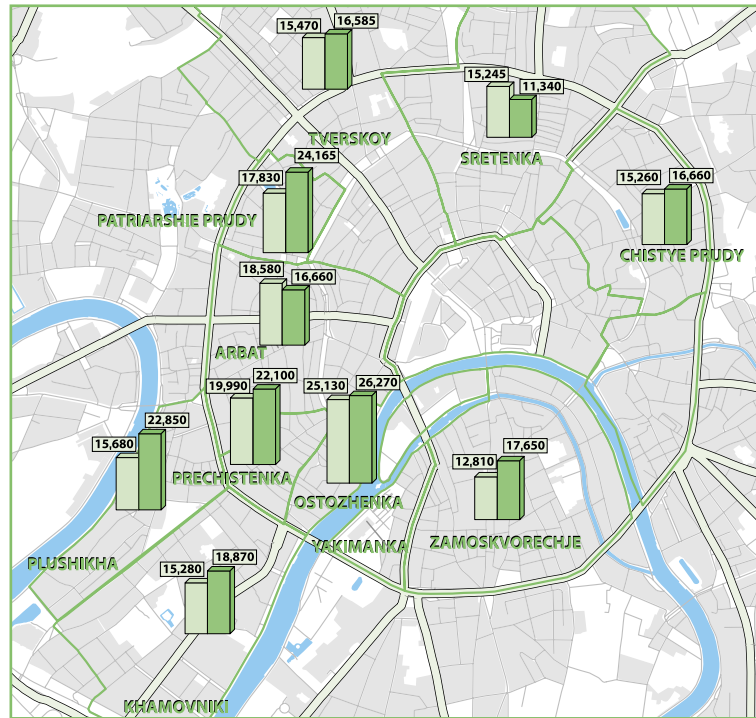 15,470 16,585
15,245
11,340
TVERSKOY
SRETENKA
24,165
17,830
15,260 16,660
PATRIARSHIE PRUDY
CHISTYE PRUDY
18,580
16,660
ARBAT
19,990 22,100
25,130 26,270
22,850
15,680
17,650
12,810
PRECHISTENKA
OSTOZHENKA
YAKIMANKA
ZAMOSKVORECHJE
PLUSHIKHA
18,870
15,280
KHAMOVNIKI